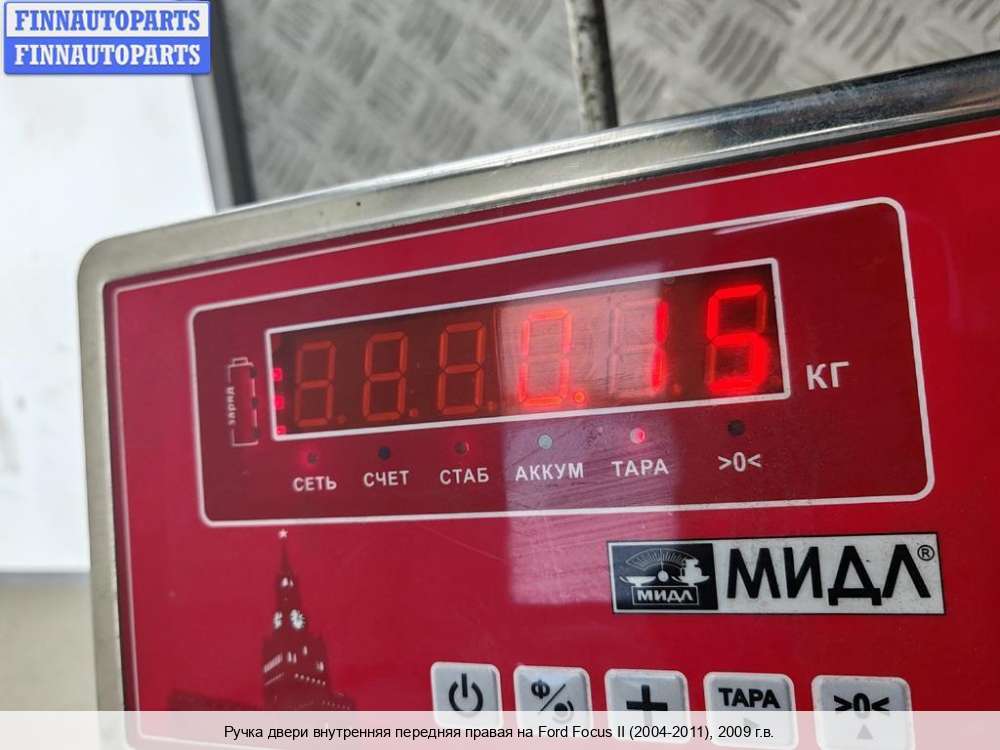 FINNAUTOPARTS
FINNAUTOPARTS
0.15
КГ
заряд
СЕТЬ СЧЕТ СТАБ АККУМ ТАРА >0<
МИДЛ МИДЛ®
Ф ТАРА >0<
Ручка двери внутренняя передняя правая на Ford Focus II (2004-2011), 2009 г.в.